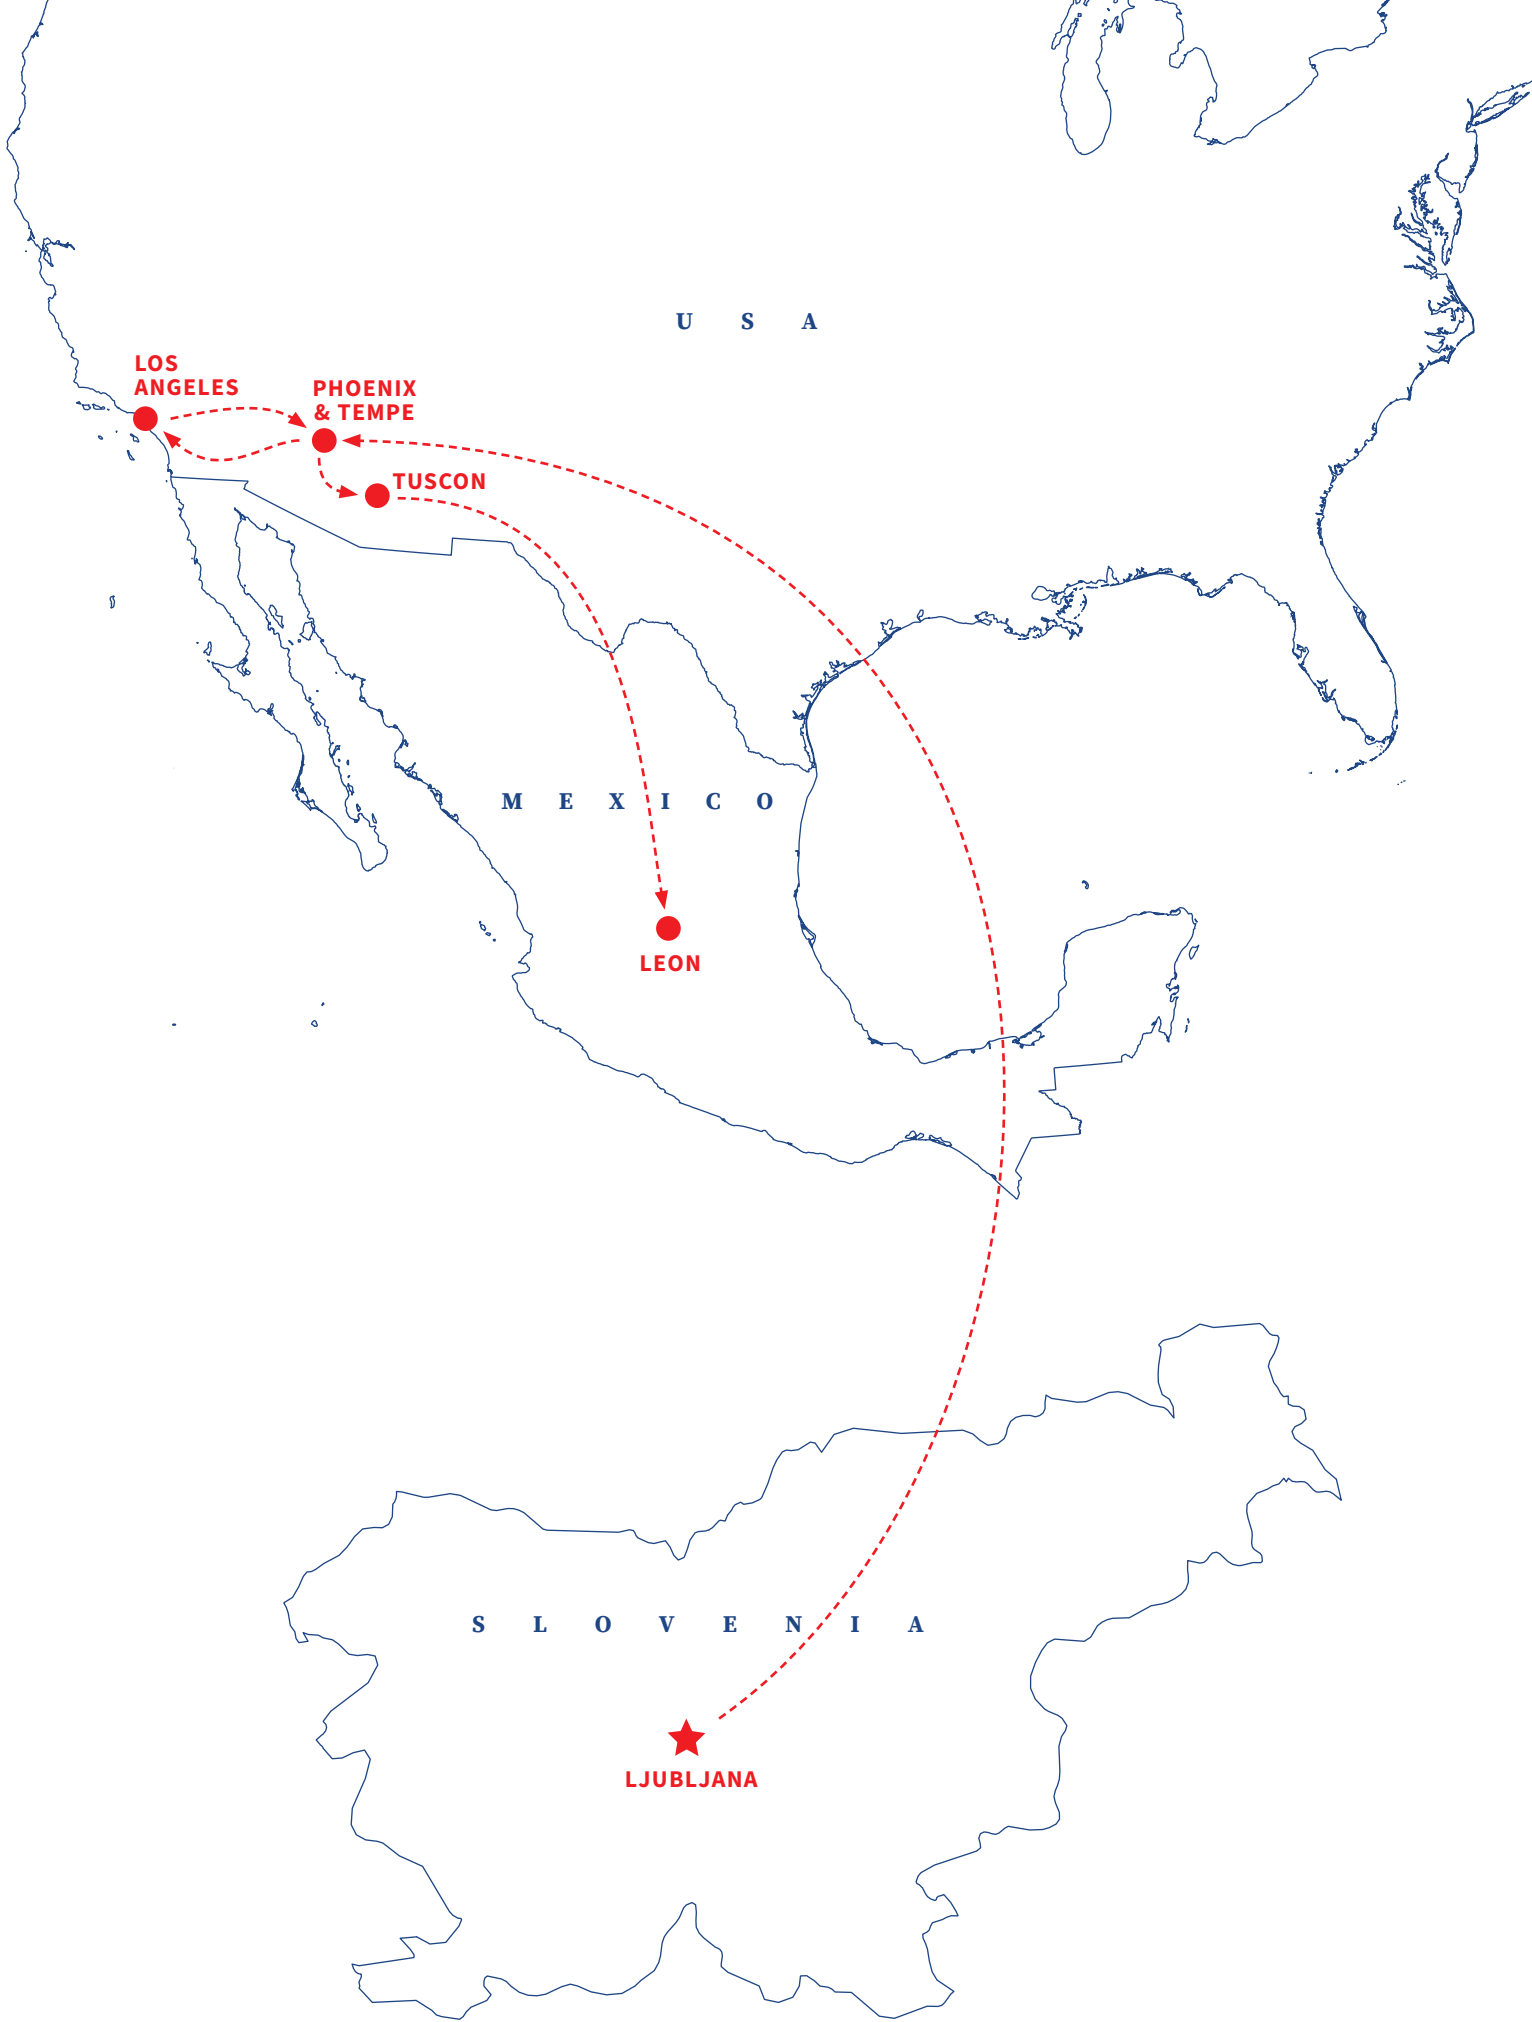 U S A
LOS
ANGELES
PHOENIX
& TEMPE
TUSCON
M E X I C O
LEON
S L O V E N I A
LJUBLJANA